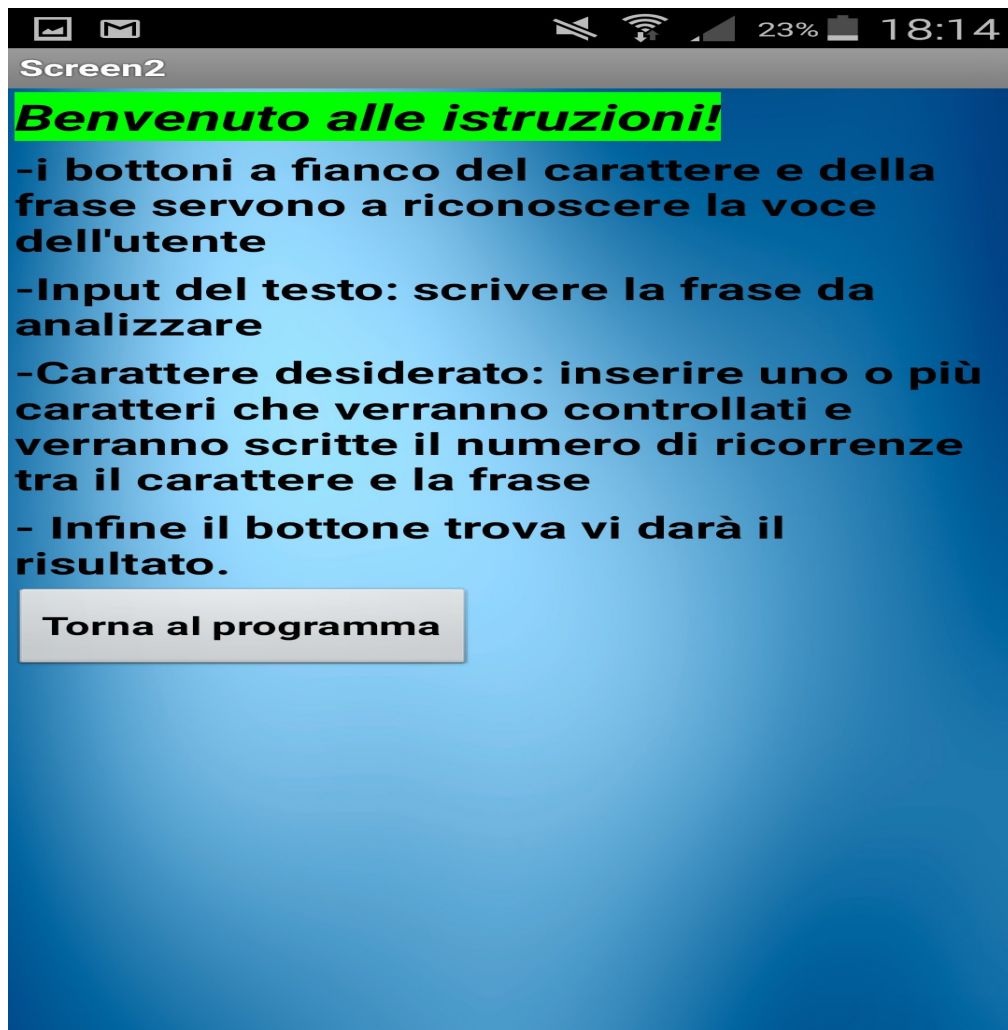 23% 18:14
Screen2
Benvenuto alle istruzioni!
-i bottoni a fianco del carattere e della
frase servono a riconoscere la voce
dell'utente
-Input del testo: scrivere la frase da
analizzare
-Carattere desiderato: inserire uno o più
caratteri che verranno controllati e
verranno scritte il numero di ricorrenze
tra il carattere e la frase
- Infine il bottone trova vi darà il
risultato.
Torna al programma